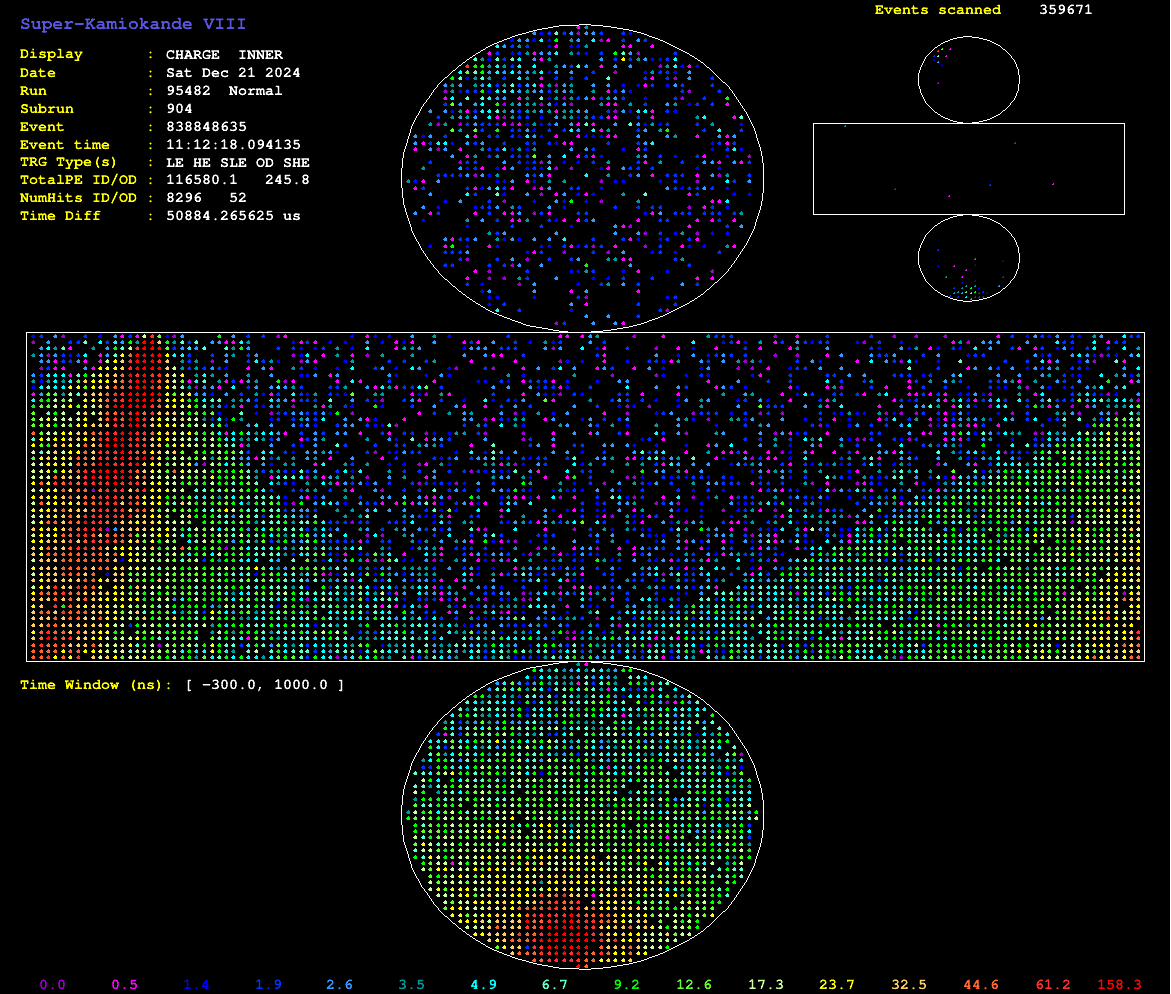 Super-Kamiokande VIII
Events scanned 359671
Display : CHARGE INNER
Date : Sat Dec 21 2024
Run : 95482 Normal
Subrun : 904
Event : 838848635
Event time : 11:12:18.094135
TRG Type(s) : LE HE SLE OD SHE
TotalPE ID/OD : 116580.1 245.8
NumHits ID/OD : 8296 52
Time Diff : 50884.265625 us
Time Window (ns): [ −300.0, 1000.0 ]
0.0 0.5 1.4 1.9 2.6 3.5 4.9 6.7 9.2 12.6 17.3 23.7 32.5 44.6 61.2 158.3